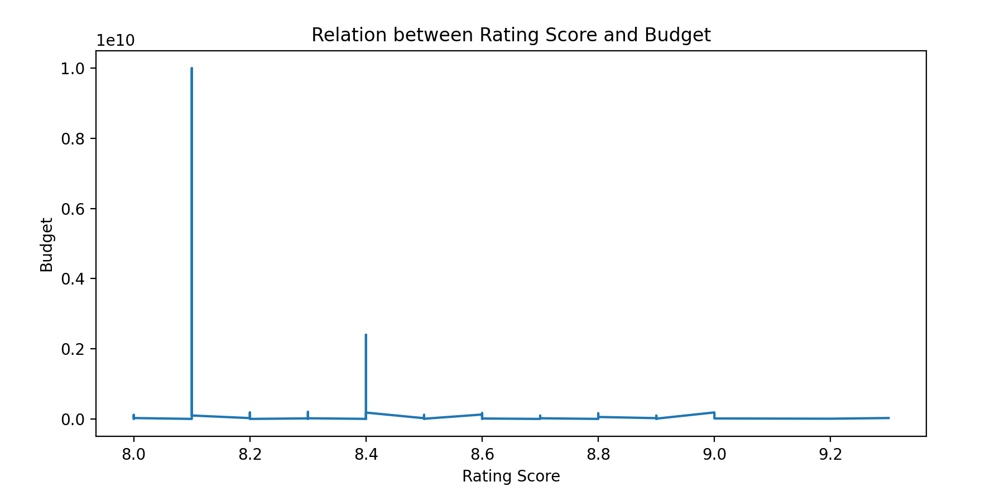 Relation between Rating Score and Budget
1e10
1.0
0.8
0.6
0.4
0.2
0.0
Budget
8.0 8.2 8.4 8.6 8.8 9.0 9.2
Rating Score